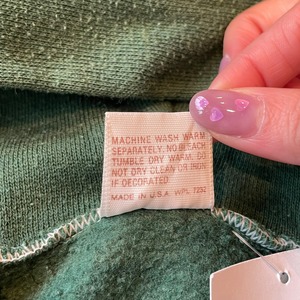 MACHINE WASH WARM
SEPARATELY. NO BLEACH
TUMBLE DRY WARM. DO
NOT DRY CLEAN OR IRON
IF DECORATED
MADE IN U.S.A. WPL 7232